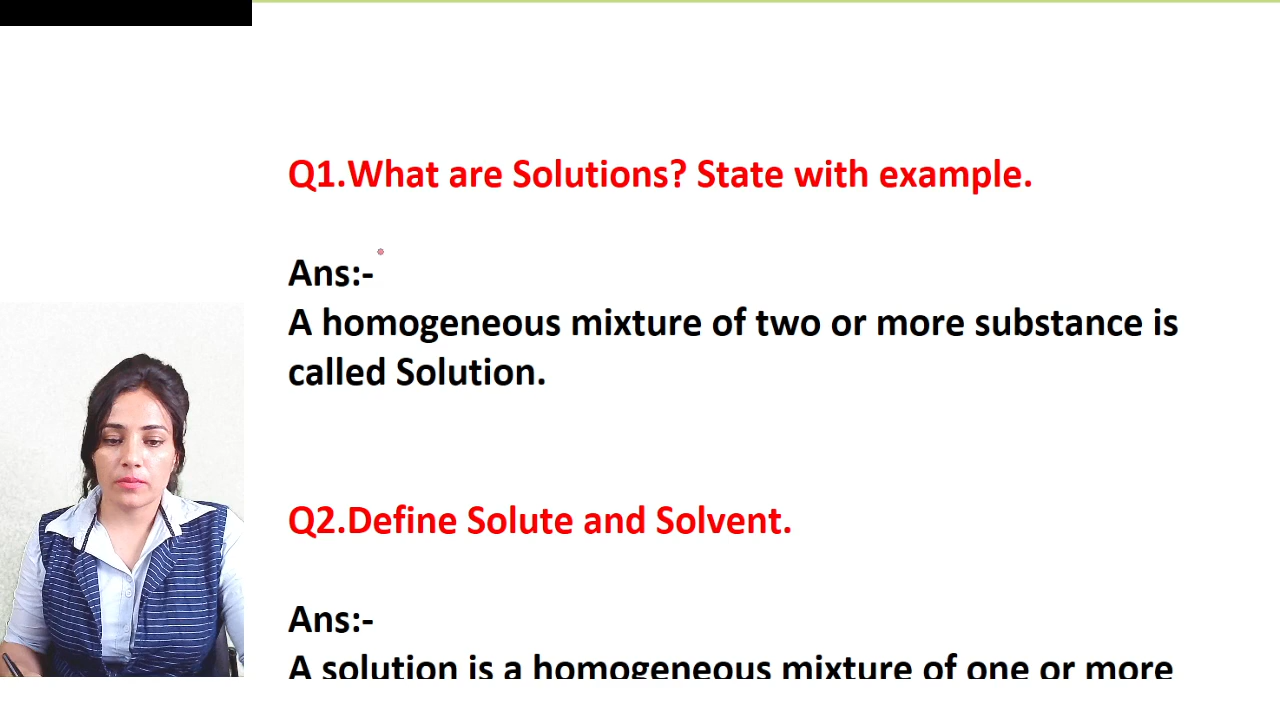 Q1.What are Solutions? State with example.
Ans:-
A homogeneous mixture of two or more substance is
called Solution.
Q2.Define Solute and Solvent.
Ans:-
A solution is a homogeneous mixture of one or more